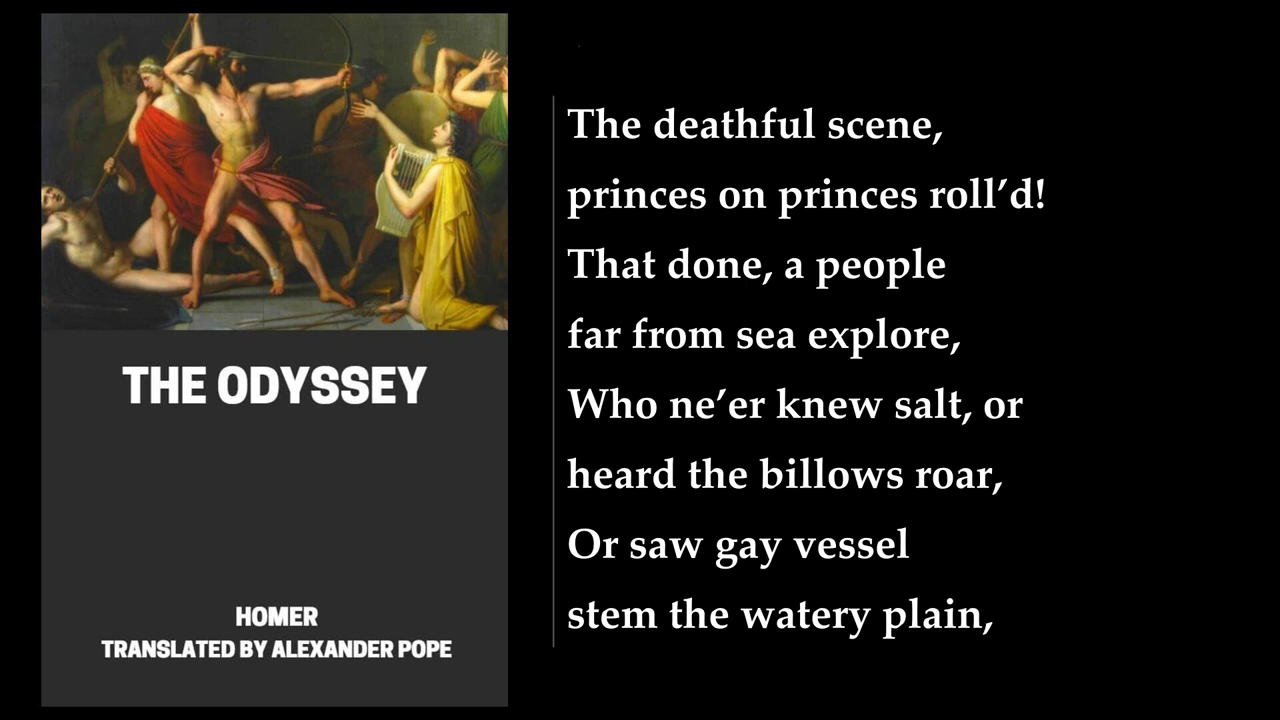 THE ODYSSEY
HOMER
TRANSLATED BY ALEXANDER POPE
The deathful scene,
princes on princes roll’d!
That done, a people
far from sea explore,
Who ne’er knew salt, or
heard the billows roar,
Or saw gay vessel
stem the watery plain,